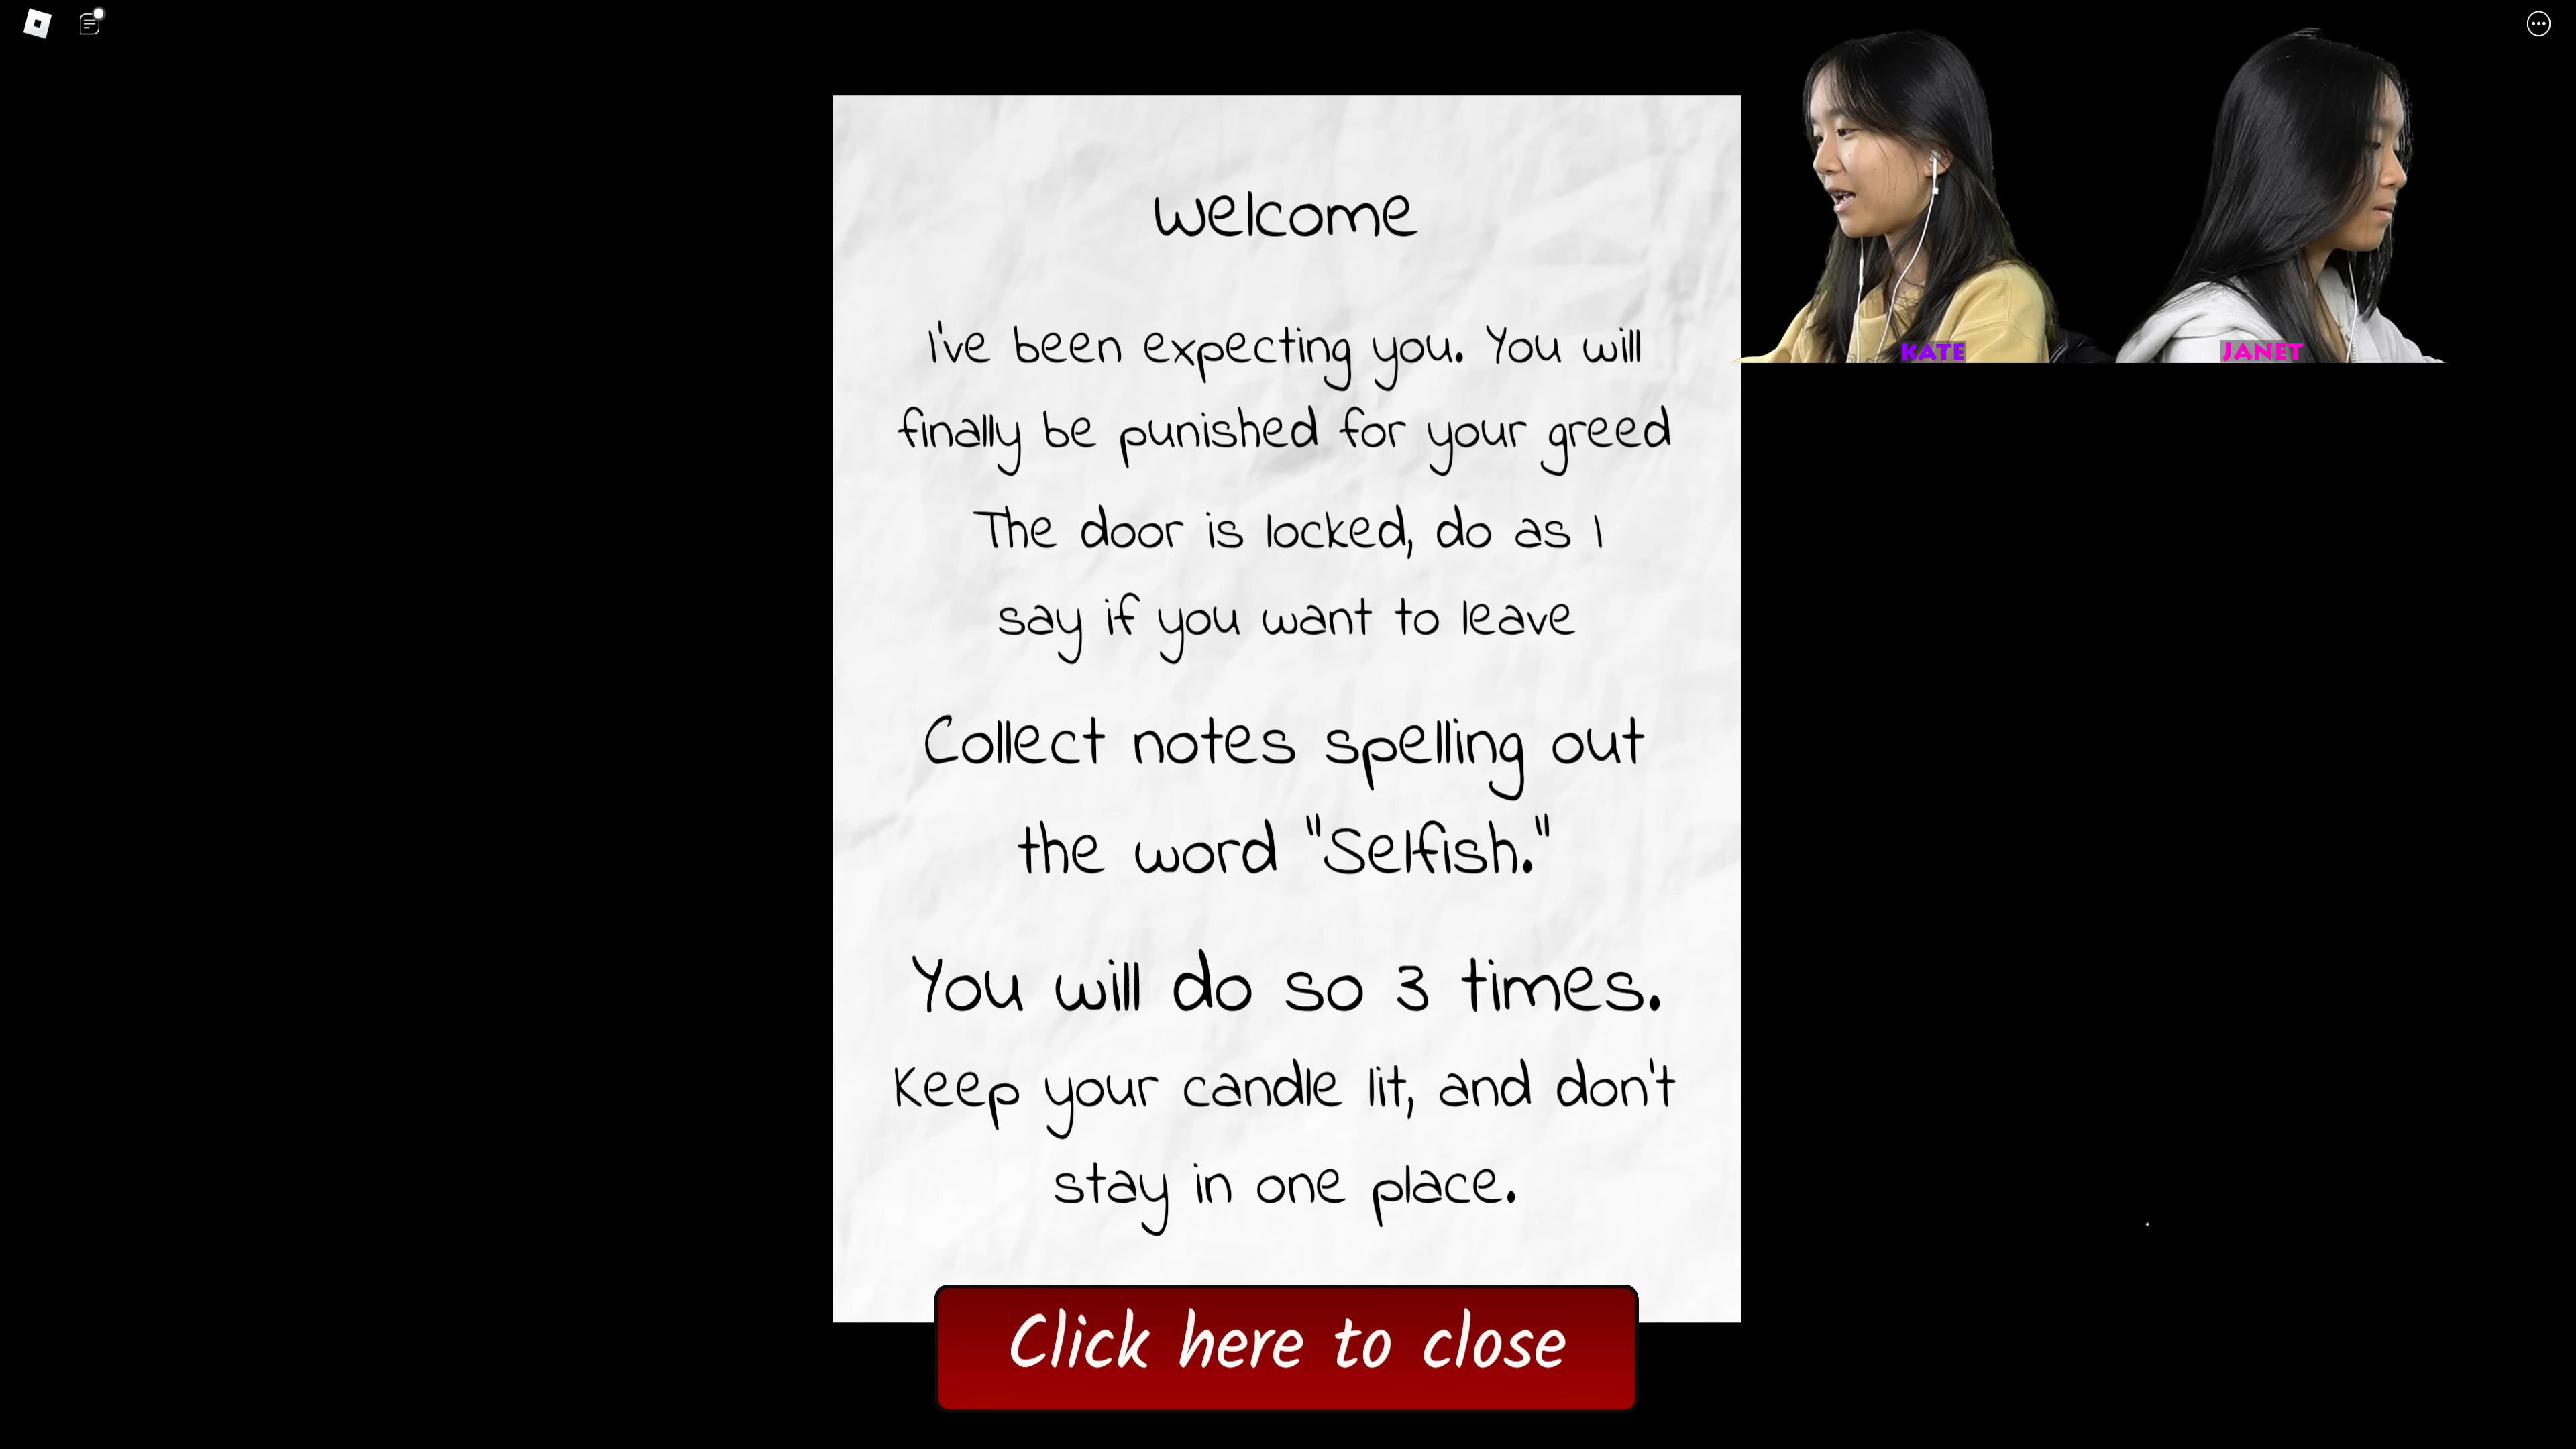 welcome
I've been expecting you. You will
finally be punished for your greed
The door is locked, do as I
say if you want to leave
Collect notes spelling out
the word "Selfish."
You will do so 3 times.
Keep your candle lit, and don't
stay in one place.
Click here to close
KATE
JANET